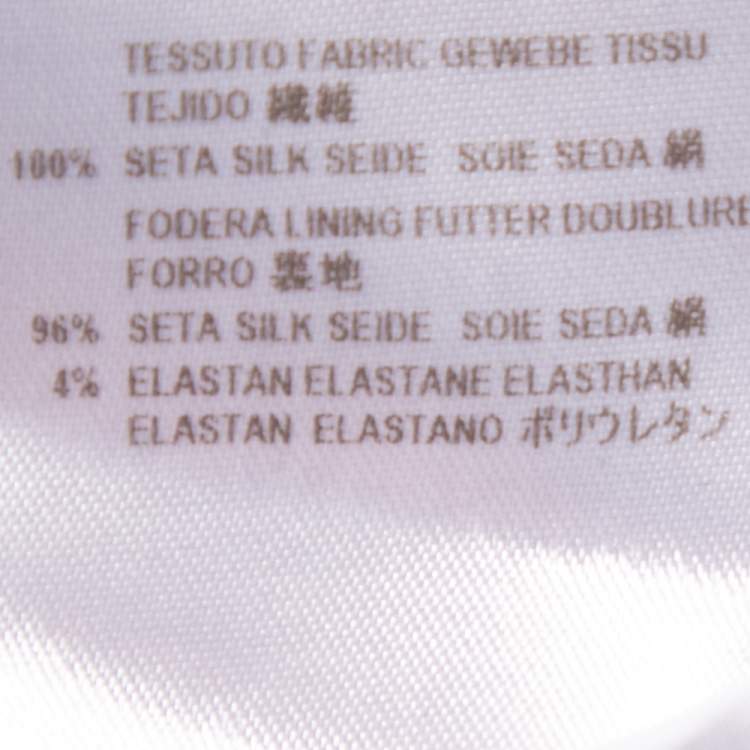 TESSUTO FABRIC GEWEBE TISSU
TEJIDO 繊維
100% SETA SILK SEIDE SOIE SEDA 絹
FODERA LINING FUTTER DOUBLURE
FORRO 裏地
96% SETA SILK SEIDE SOIE SEDA 絹
4% ELASTAN ELASTANE ELASTHAN
ELASTAN ELASTANO ポリウレタン